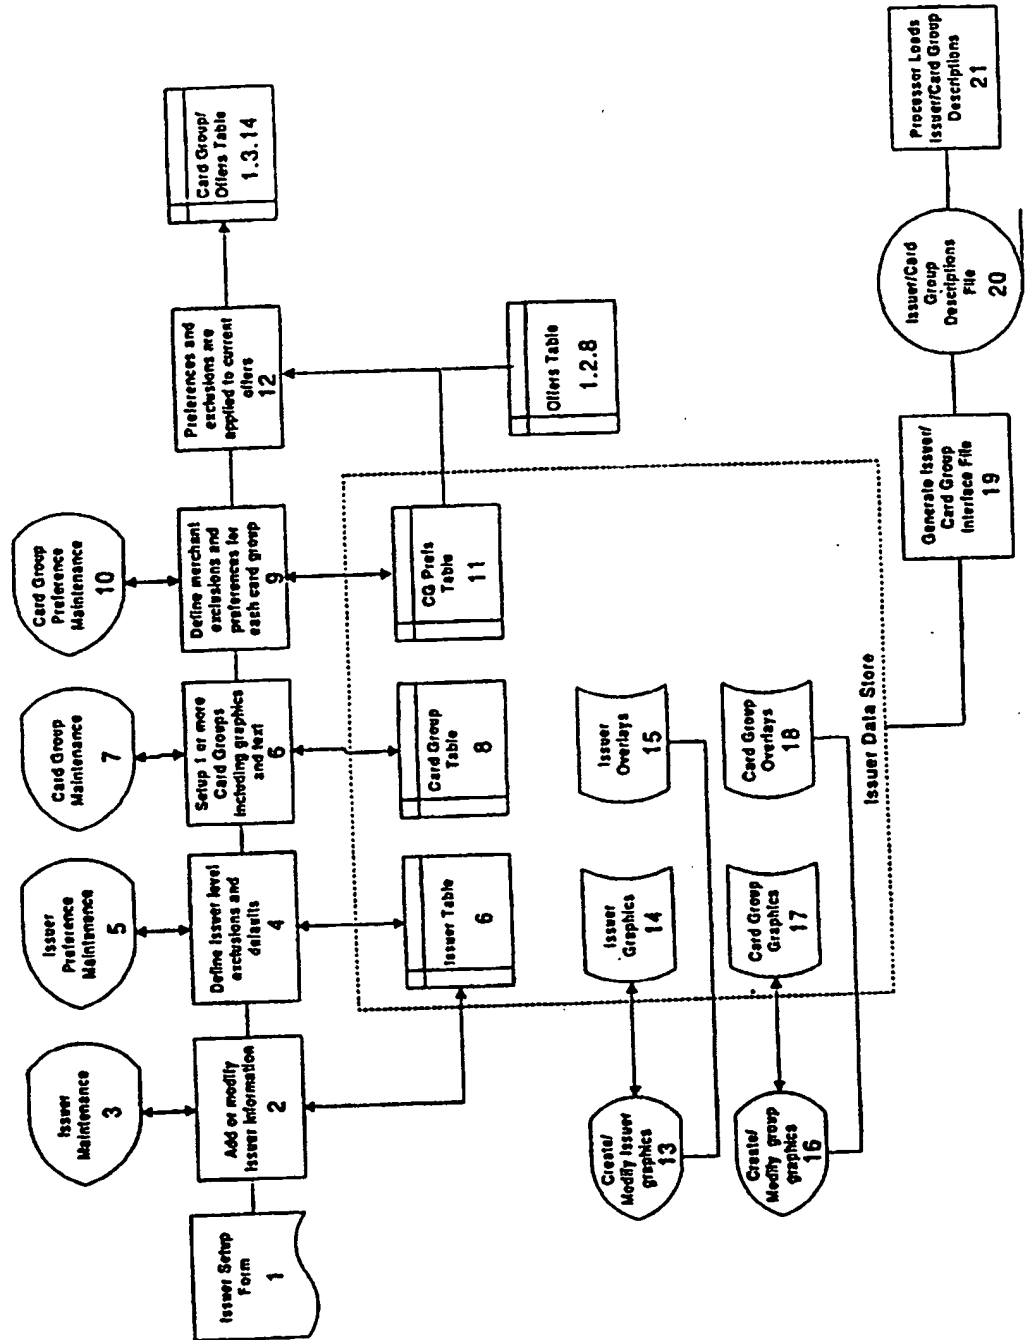 Issuer Setup
Form
1
Add or modify
Issuer Information
2
Issuer
Maintenance
3
Define Issuer level
exclusions and
defaults
4
Issuer
Preference
Maintenance
5
Setup 1 or more
Card Groups
Including graphics
and text
6
Card Group
Maintenance
7
Define merchant
exclusions and
preferences for
each card group
9
Card Group
Preference
Maintenance
10
Preferences and
exclusions are
applied to current
offers
12
Card Group/
Offers Table
1.3.14
Issuer Table
6
Card Group
Table
8
CG Prefs
Table
11
Offers Table
1.2.8
Create/
Modify Issuer
graphics
13
Issuer
Graphics
14
Issuer
Overlays
15
Create/
Modify group
graphics
16
Card Group
Graphics
17
Card Group
Overlays
18
Issuer Data Store
Generate Issuer/
Card Group
Interface File
19
Issuer/Card
Group
Descriptions
File
20
Processor Loads
Issuer/Card Group
Descriptions
21